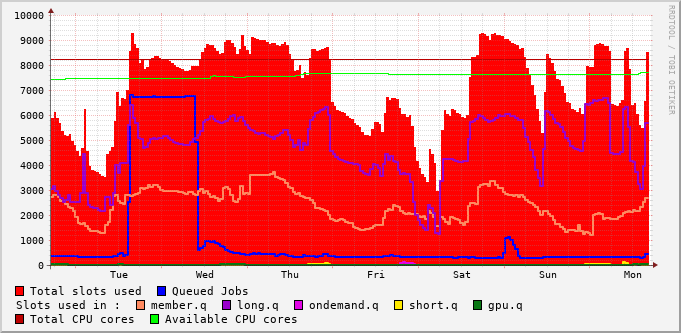 10000
9000
8000
7000
6000
5000
4000
3000
2000
1000
0
Tue Wed Thu Fri Sat Sun Mon
RRDTOOL / TOBI OETIKER
Total slots used Queued Jobs
Slots used in : member.q long.q ondemand.q short.q gpu.q
Total CPU cores Available CPU cores